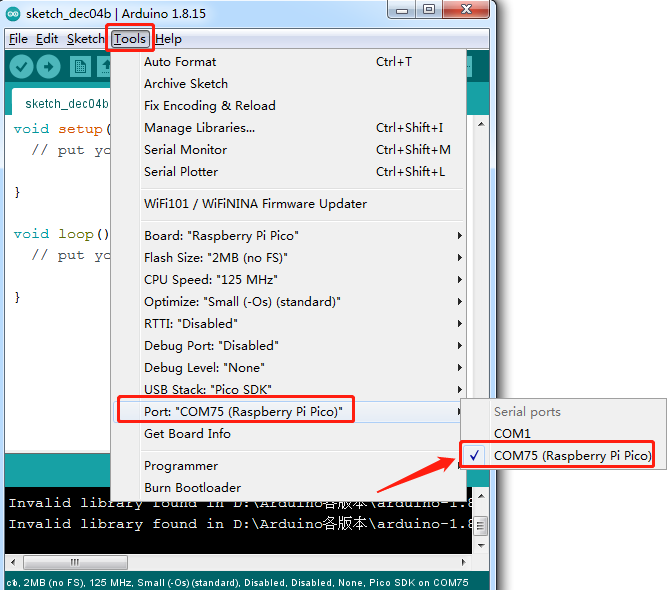 sketch_dec04b | Arduino 1.8.15
File Edit Sketch Tools Help
Auto Format Ctrl+T
Archive Sketch
sketch_dec04b
Fix Encoding & Reload
void setup(
Manage Libraries... Ctrl+Shift+I
// put yo
Serial Monitor Ctrl+Shift+M
Serial Plotter Ctrl+Shift+L
}
WiFi101 / WiFiNINA Firmware Updater
void loop()
Board: "Raspberry Pi Pico"
// put yo
Flash Size: "2MB (no FS)"
CPU Speed: "125 MHz"
}
Optimize: "Small (-Os) (standard)"
RTTI: "Disabled"
Debug Port: "Disabled"
Debug Level: "None"
USB Stack: "Pico SDK"
Port: "COM75 (Raspberry Pi Pico)"
Serial ports
Get Board Info
COM1
COM75 (Raspberry Pi Pico)
Programmer
Burn Bootloader
Invalid library found in D:\Arduino各版本\arduino-1.8
Invalid library found in D:\Arduino各版本\arduino-1.8
2MB (no FS), 125 MHz, Small (-Os) (standard), Disabled, Disabled, None, Pico SDK on COM75